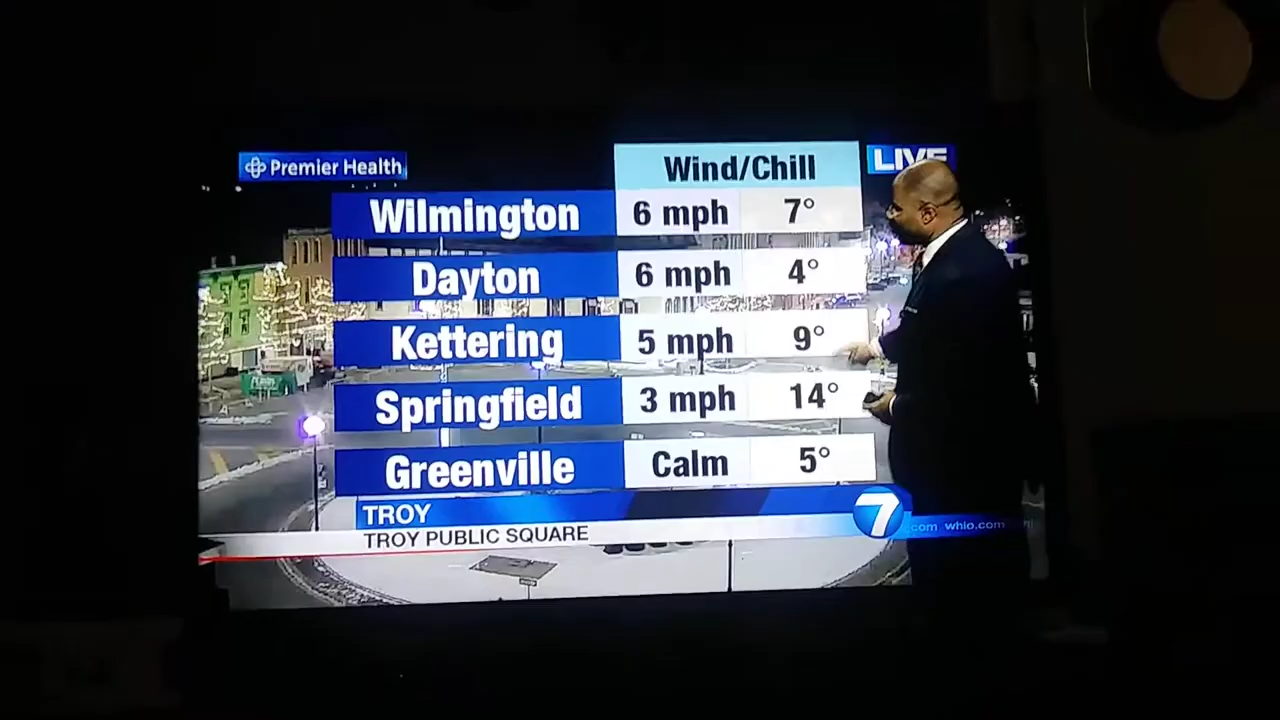 Premier Health
Wind/Chill
LIVE
Wilmington 6 mph 7°
Dayton 6 mph 4°
Kettering 5 mph 9°
Springfield 3 mph 14°
Greenville Calm 5°
TROY
TROY PUBLIC SQUARE
7
.com whio.com